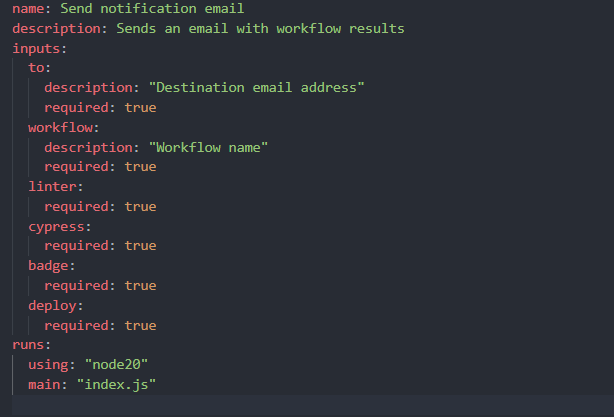 name: Send notification email
description: Sends an email with workflow results
inputs:
  to:
    description: "Destination email address"
    required: true
  workflow:
    description: "Workflow name"
    required: true
  linter:
    required: true
  cypress:
    required: true
  badge:
    required: true
  deploy:
    required: true
runs:
  using: "node20"
  main: "index.js"